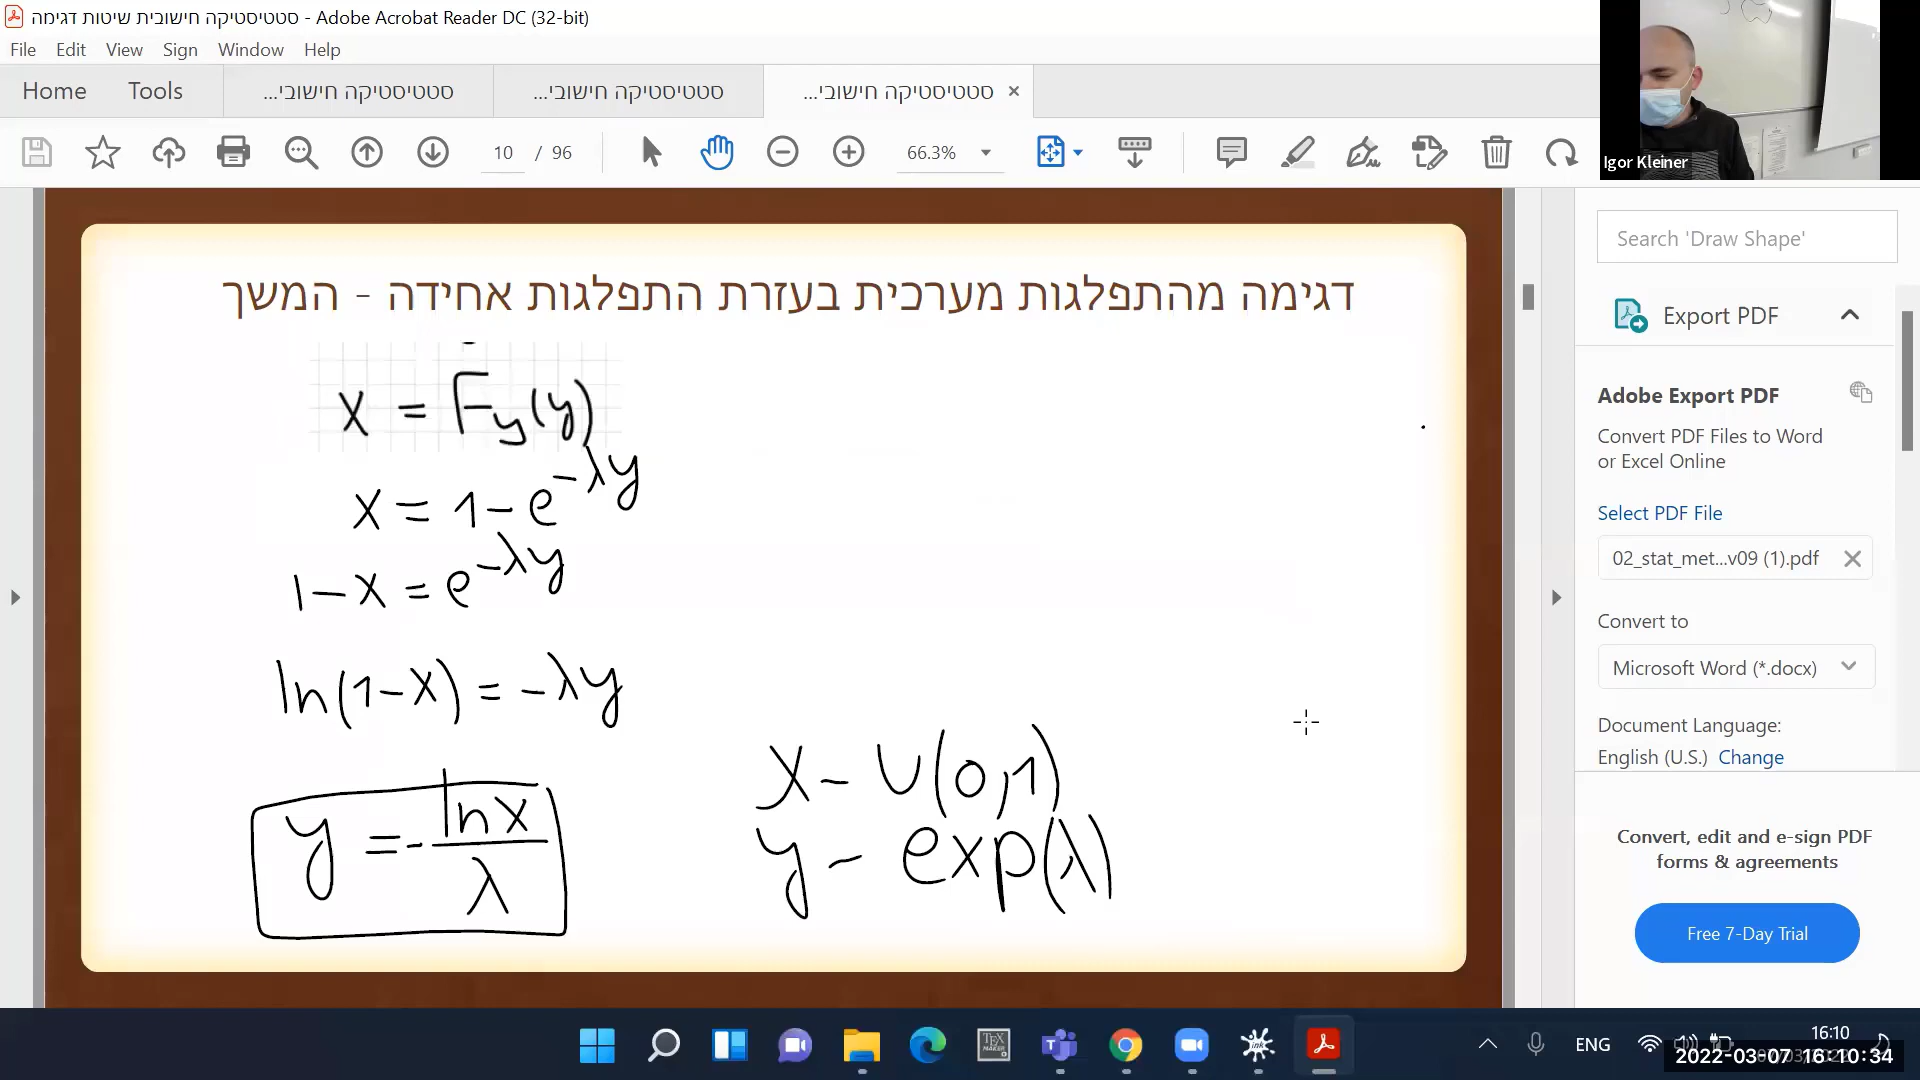 סטטיסטיקה חישובית שיטות דגימה - Adobe Acrobat Reader DC (32-bit)
File Edit View Sign Window Help
Home Tools סטטיסטיקה חישובי... סטטיסטיקה חישובי... סטטיסטיקה חישובי...
10 / 96 66.3%
Igor Kleiner
Search 'Draw Shape'
Export PDF
Adobe Export PDF
Convert PDF Files to Word
or Excel Online
Select PDF File
02_stat_met...v09 (1).pdf
Convert to
Microsoft Word (*.docx)
Document Language:
English (U.S.) Change
Convert, edit and e-sign PDF
forms & agreements
Free 7-Day Trial
דגימה מהתפלגות מערכית בעזרת התפלגות אחידה - המשך
x = F_y(y)
x = 1 - e^{-λy}
1 - x = e^{-λy}
ln(1-x) = -λy
y = - ln x / λ
X ~ U(0,1)
y ~ exp(λ)
ENG
16:10
2022-03-07 16:10:34